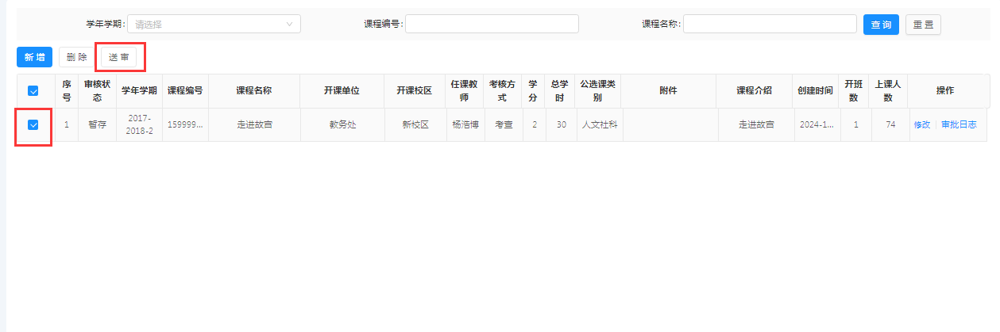 学年学期: 请选择 课程编号: 课程名称: 查 询 重 置
新 增 删 除 送 审
序号 审核状态 学年学期 课程编号 课程名称 开课单位 开课校区 任课教师 考核方式 学分 总学时 公选课类别 附件 课程介绍 创建时间 开班数 上课人数 操作
1 暂存 2017-2018-2 159999... 走进故宫 教务处 新校区 杨浩博 考查 2 30 人文社科 走进故宫 2024-1... 1 74 修改 审批日志